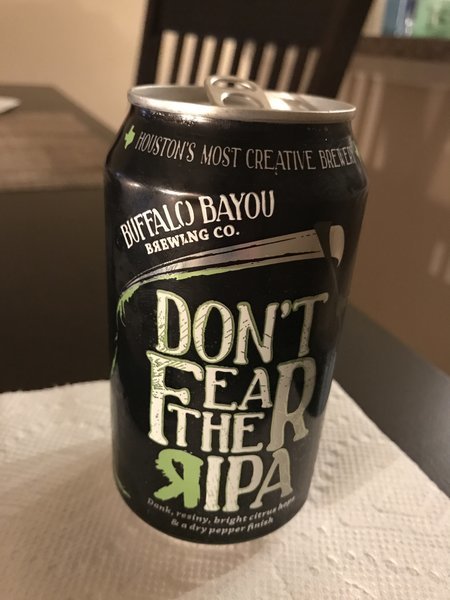 HOUSTON'S MOST CREATIVE BREWERY
BUFFALO BAYOU
BREWING CO.
DON'T
FEAR
THE
RIPA
Dank, resiny, bright citrus hops
& a dry pepper finish